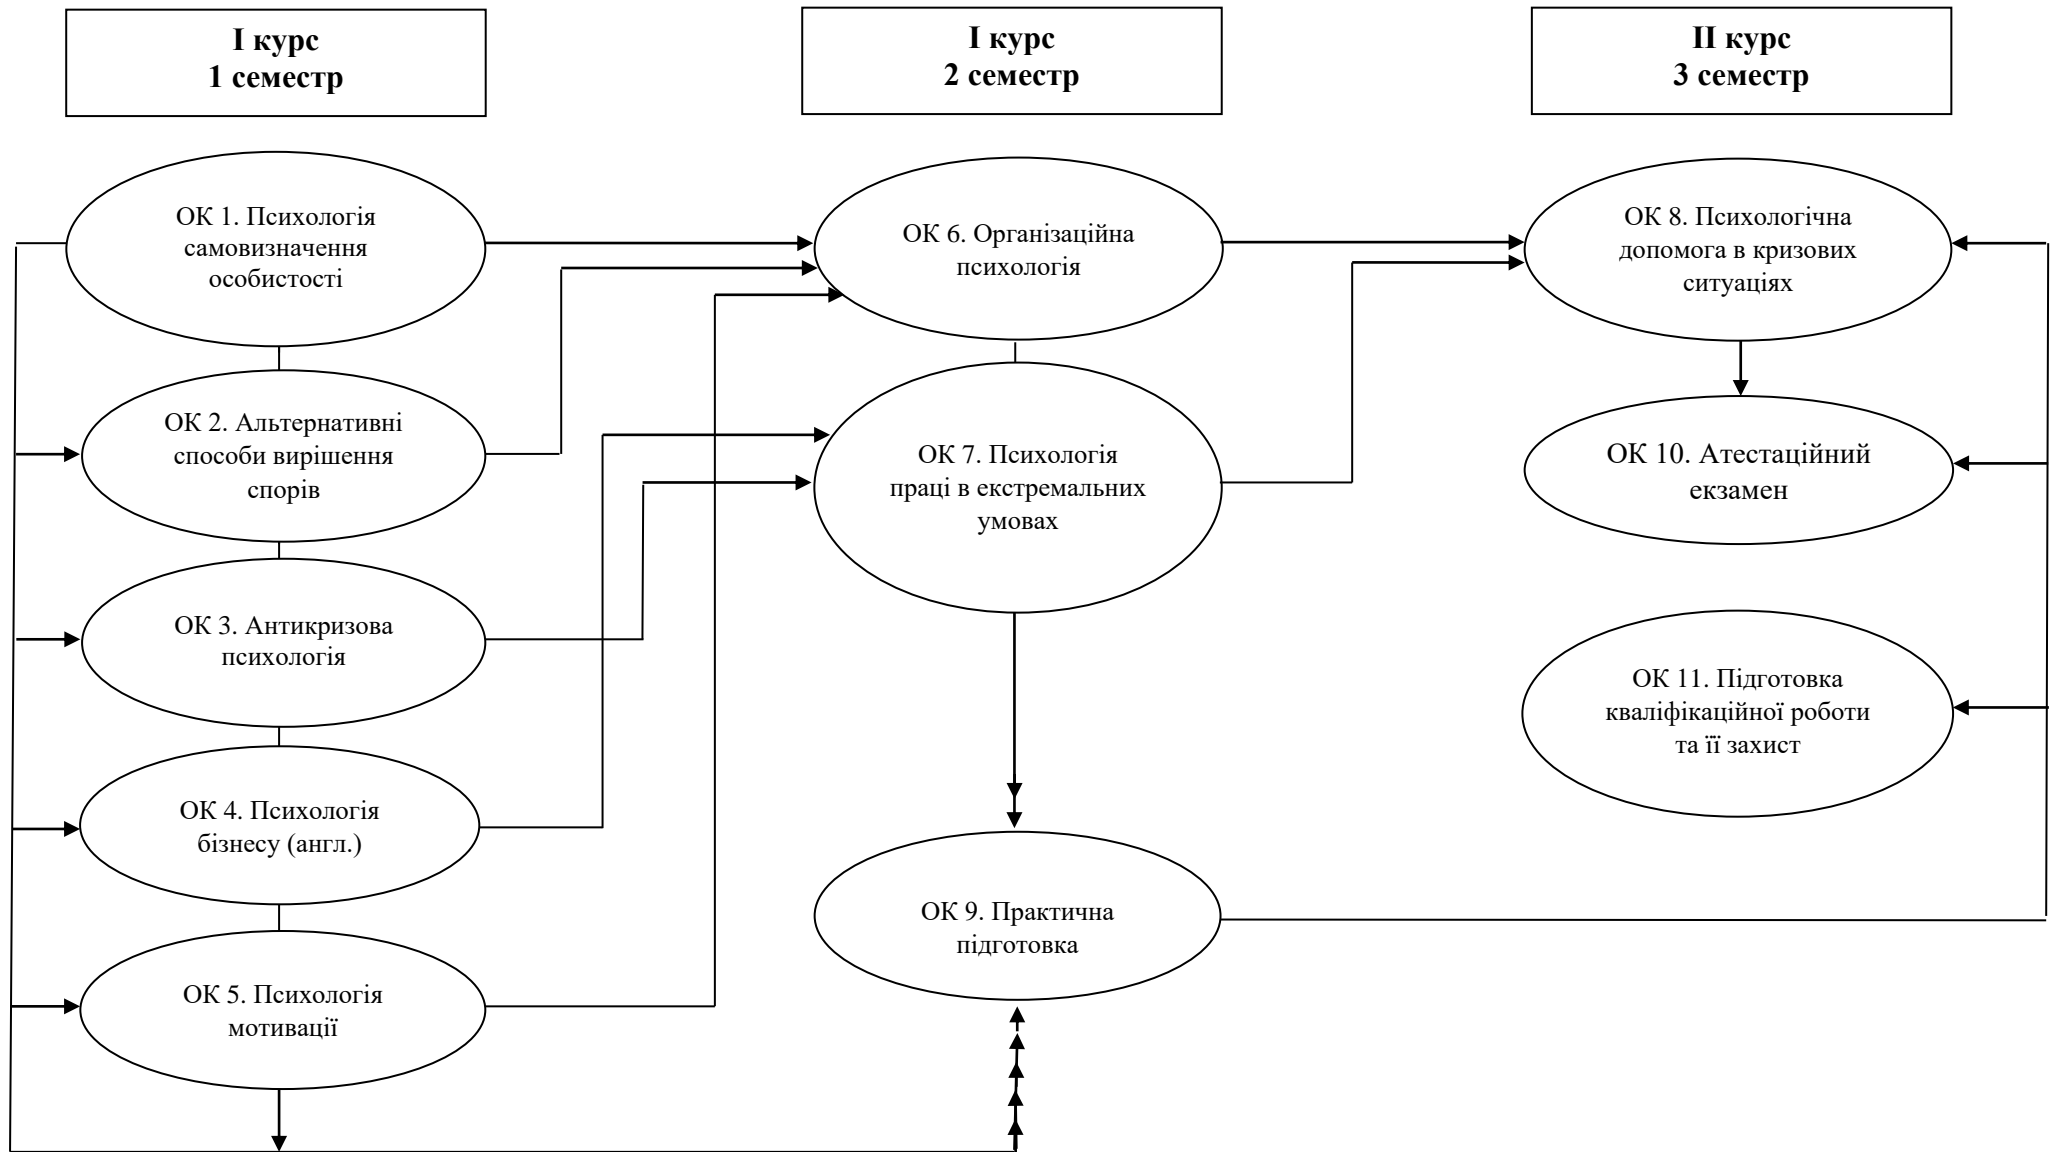 І курс
1 семестр
І курс
2 семестр
ІІ курс
3 семестр
ОК 1. Психологія
самовизначення
особистості
ОК 2. Альтернативні
способи вирішення
спорів
ОК 3. Антикризова
психологія
ОК 4. Психологія
бізнесу (англ.)
ОК 5. Психологія
мотивації
ОК 6. Організаційна
психологія
ОК 7. Психологія
праці в екстремальних
умовах
ОК 9. Практична
підготовка
ОК 8. Психологічна
допомога в кризових
ситуаціях
ОК 10. Атестаційний
екзамен
ОК 11. Підготовка
кваліфікаційної роботи
та її захист